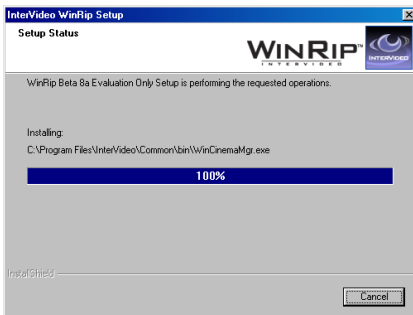 InterVideo WinRip Setup
Setup Status
WINRIP™
INTERVIDEO
INTERVIDEO
WinRip Beta 8a Evaluation Only Setup is performing the requested operations.
Installing:
C:\Program Files\InterVideo\Common\bin\WinCinemaMgr.exe
100%
InstallShield
Cancel